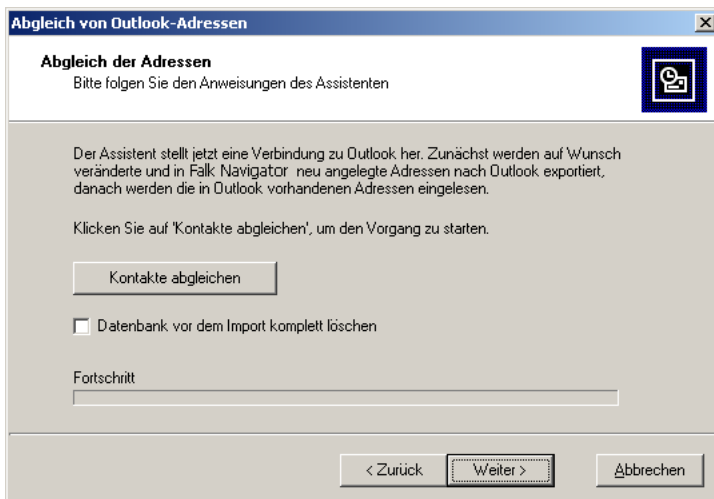 Abgleich von Outlook-Adressen
Abgleich der Adressen
Bitte folgen Sie den Anweisungen des Assistenten
Der Assistent stellt jetzt eine Verbindung zu Outlook her. Zunächst werden auf Wunsch
veränderte und in Falk Navigator neu angelegte Adressen nach Outlook exportiert,
danach werden die in Outlook vorhandenen Adressen eingelesen.
Klicken Sie auf 'Kontakte abgleichen', um den Vorgang zu starten.
Kontakte abgleichen
Datenbank vor dem Import komplett löschen
Fortschritt
< Zurück Weiter > Abbrechen